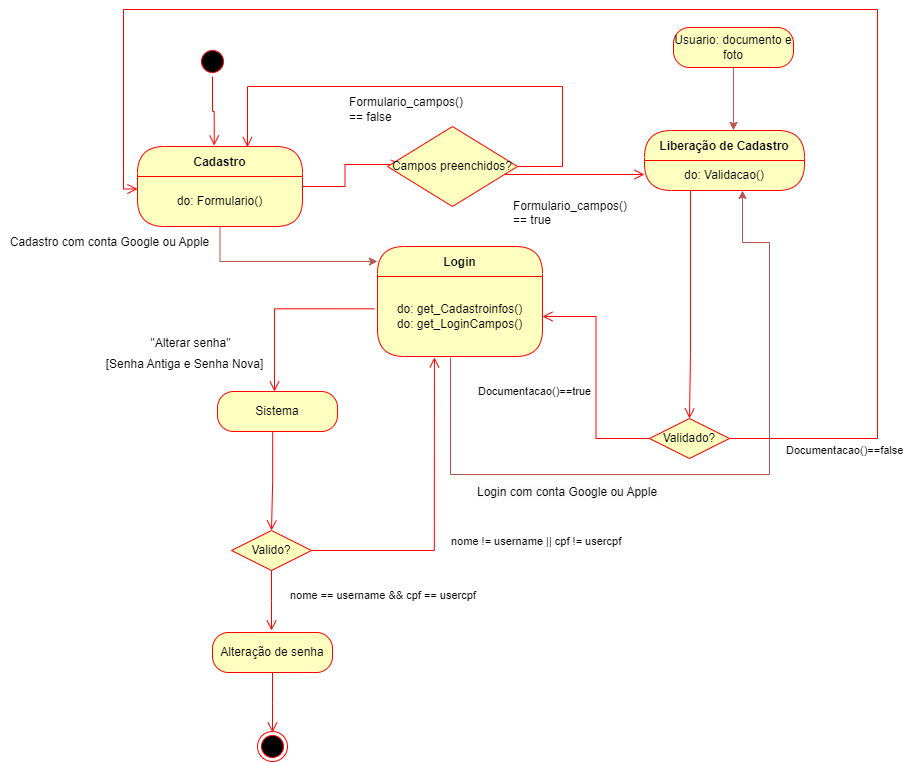 Usuario: documento e
foto
Formulario_campos()
== false
Cadastro
do: Formulario()
Campos preenchidos?
Liberação de Cadastro
do: Validacao()
Formulario_campos()
== true
Cadastro com conta Google ou Apple
Login
do: get_Cadastroinfos()
do: get_LoginCampos()
"Alterar senha"
[Senha Antiga e Senha Nova]
Documentacao()==true
Sistema
Validado?
Documentacao()==false
Login com conta Google ou Apple
Valido?
nome != username || cpf != usercpf
nome == username && cpf == usercpf
Alteração de senha